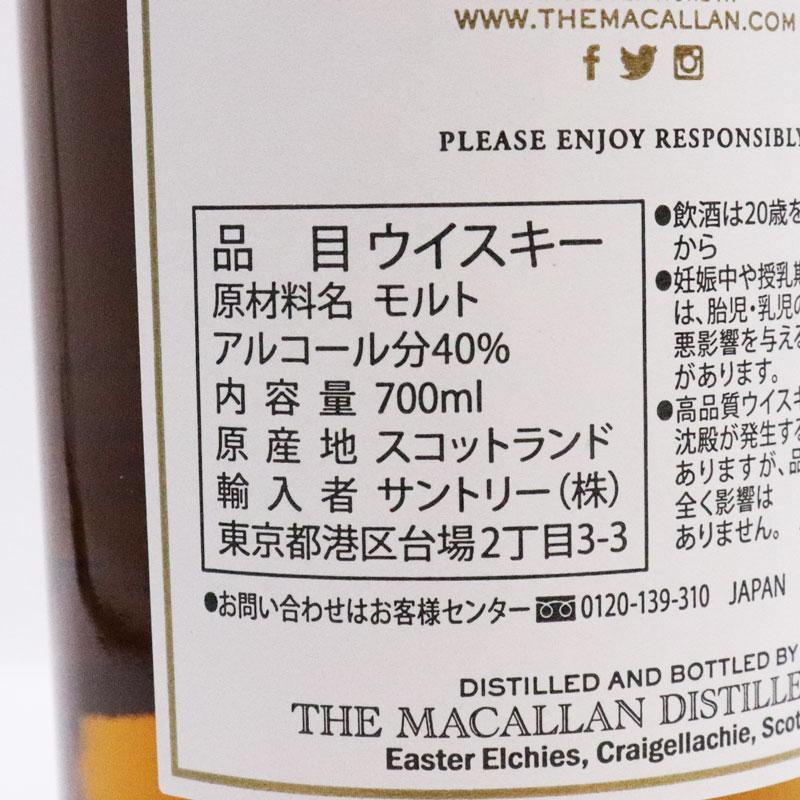 WWW.THEMACALLAN.COM
PLEASE ENJOY RESPONSIBLY
品 目 ウイスキー
原材料名 モルト
アルコール分40%
内容量 700ml
原産地 スコットランド
輸入者 サントリー(株)
東京都港区台場2丁目3-3
●飲酒は20歳を
から
●妊娠中や授乳期
は、胎児・乳児の
悪影響を与える
があります。
●高品質ウイスキ
沈殿が発生する
ありますが、品
全く影響は
ありません。
●お問い合わせはお客様センター 0120-139-310 JAPAN
DISTILLED AND BOTTLED BY
THE MACALLAN DISTILLE
Easter Elchies, Craigellachie, Scot